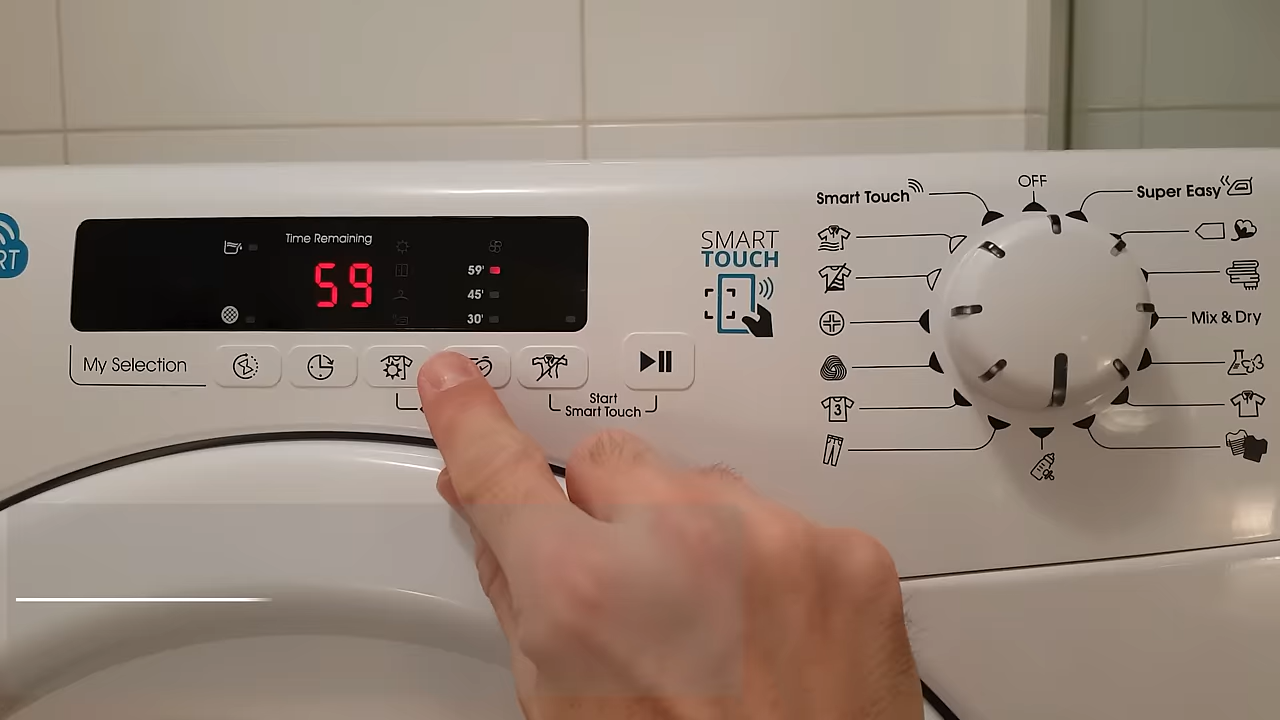 RT
Time Remaining
59
59'
45'
30'
My Selection
Start
Smart Touch
SMART
TOUCH
Smart Touch
OFF
Super Easy
Mix & Dry
3